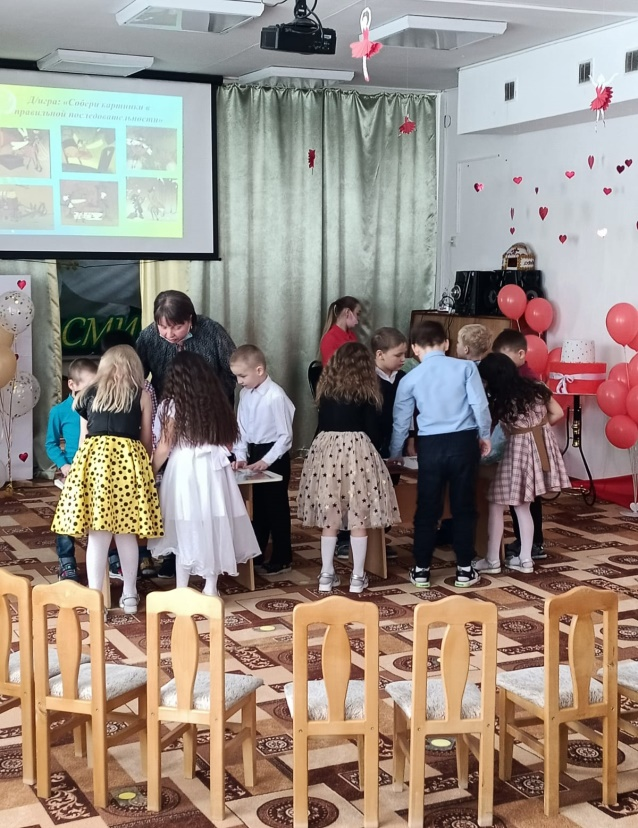 Д/игра: «Собери картинки в
правильной последовательности»
СМИ